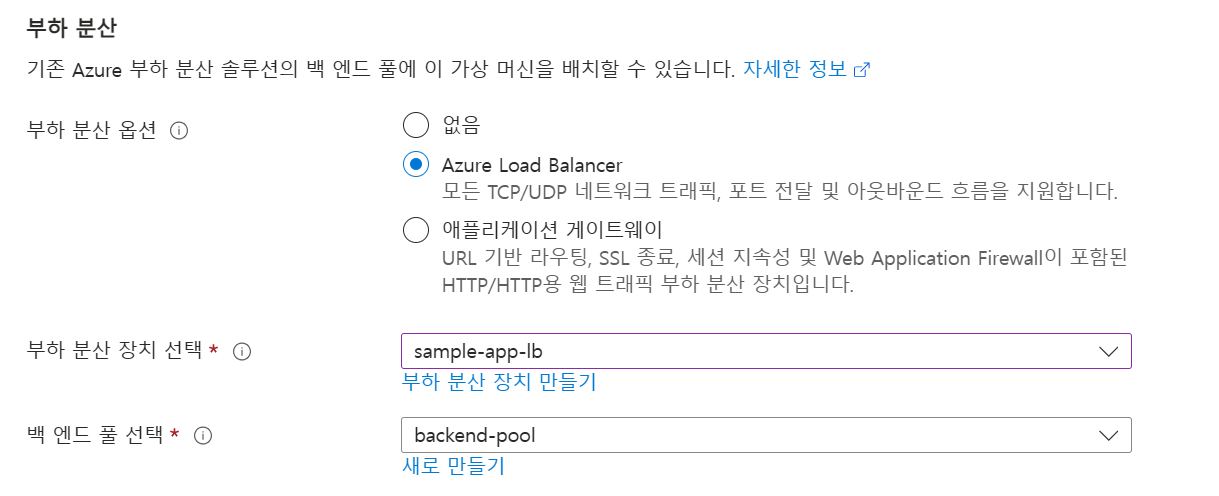 부하 분산
기존 Azure 부하 분산 솔루션의 백 엔드 풀에 이 가상 머신을 배치할 수 있습니다. 자세한 정보
부하 분산 옵션
없음
Azure Load Balancer
모든 TCP/UDP 네트워크 트래픽, 포트 전달 및 아웃바운드 흐름을 지원합니다.
애플리케이션 게이트웨이
URL 기반 라우팅, SSL 종료, 세션 지속성 및 Web Application Firewall이 포함된
HTTP/HTTP용 웹 트래픽 부하 분산 장치입니다.
부하 분산 장치 선택 *
sample-app-lb
부하 분산 장치 만들기
백 엔드 풀 선택 *
backend-pool
새로 만들기